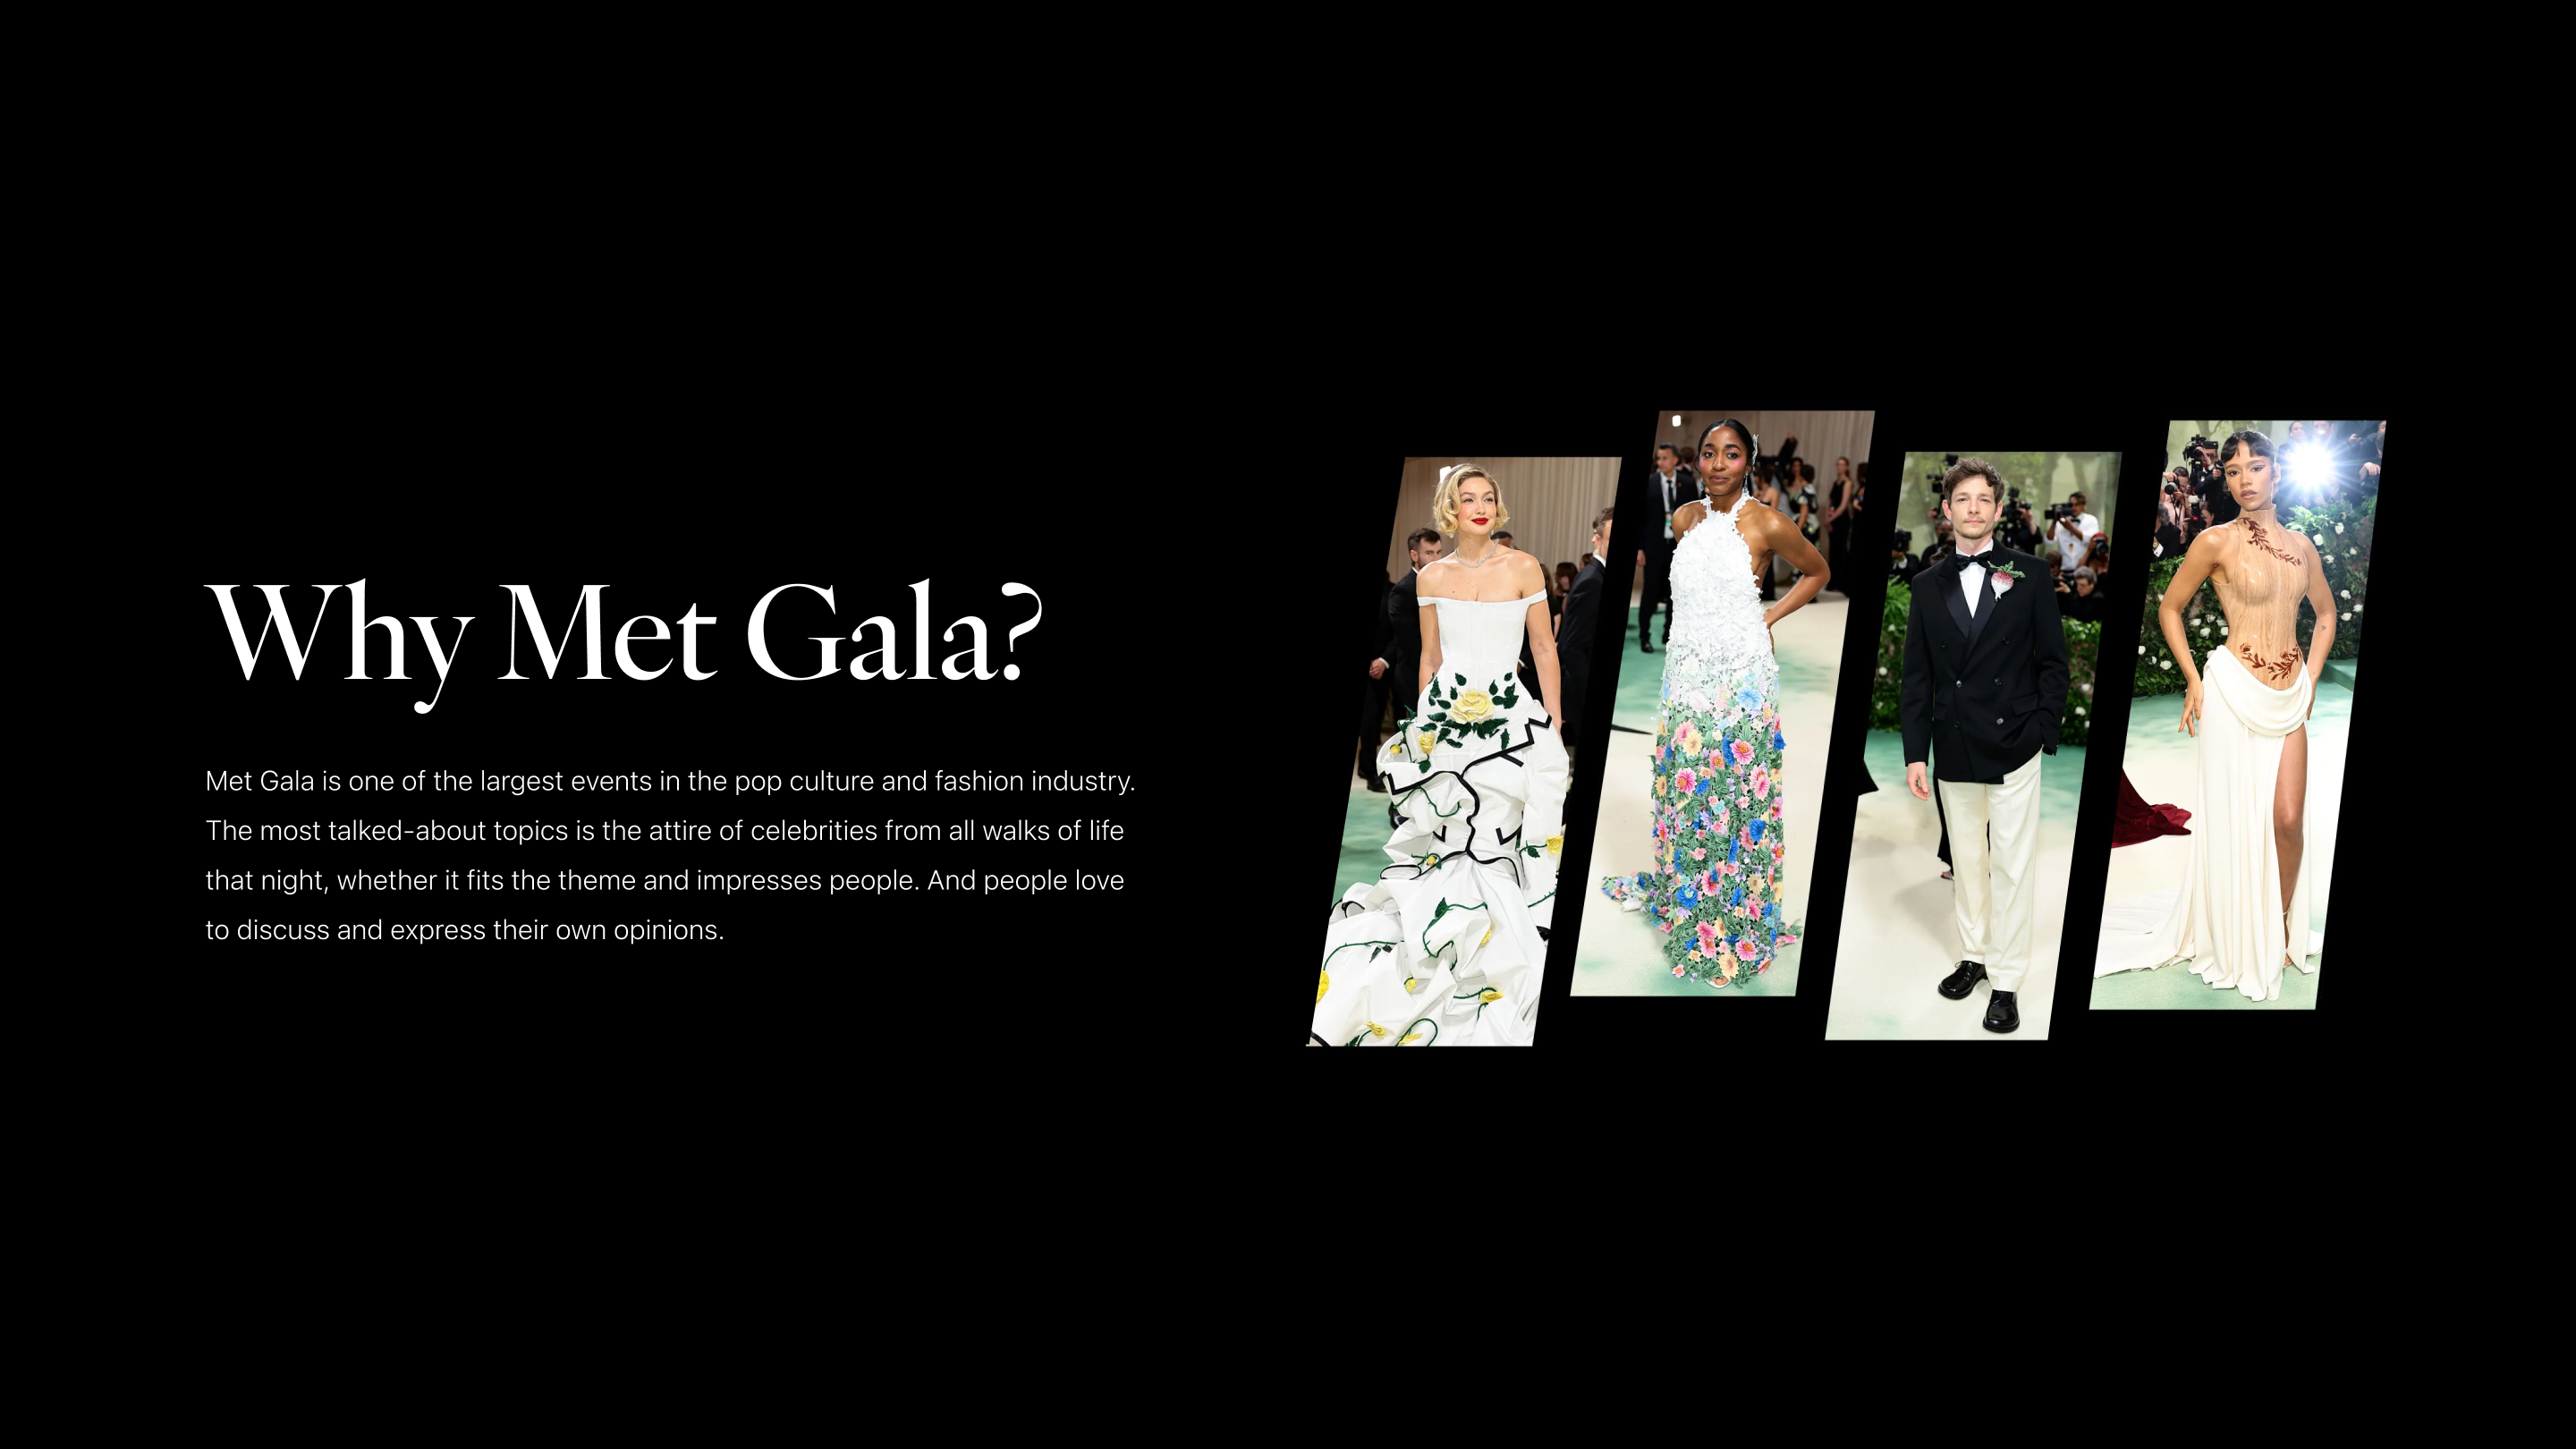 Why Met Gala?
Met Gala is one of the largest events in the pop culture and fashion industry.
The most talked-about topics is the attire of celebrities from all walks of life
that night, whether it fits the theme and impresses people. And people love
to discuss and express their own opinions.